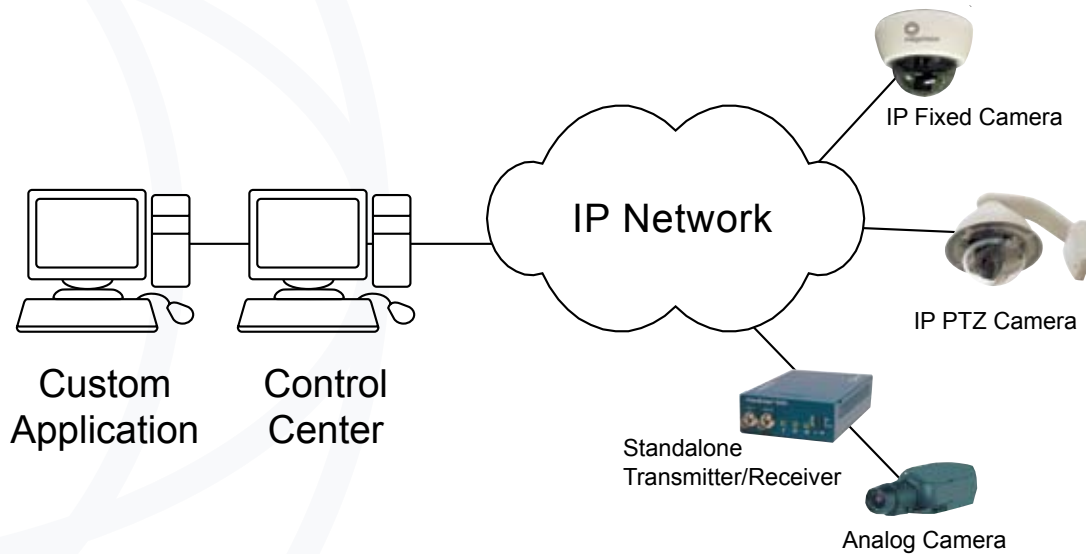 IP Fixed Camera
IP Network
IP PTZ Camera
Custom
Application
Control
Center
Standalone
Transmitter/Receiver
Analog Camera